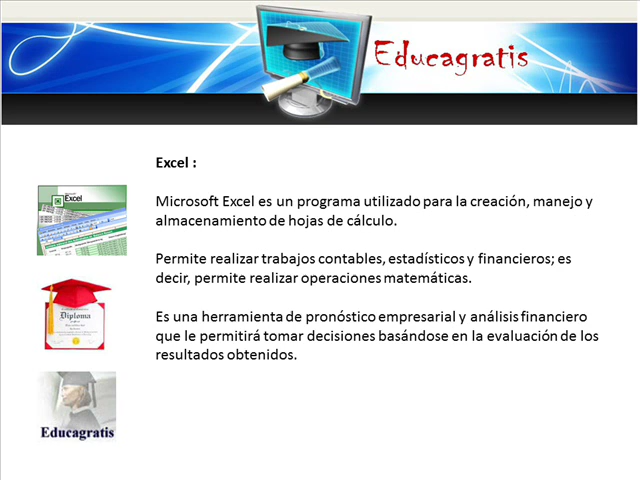 Educagratis
Excel :
Excel
Microsoft Excel es un programa utilizado para la creación, manejo y
almacenamiento de hojas de cálculo.
Permite realizar trabajos contables, estadísticos y financieros; es
decir, permite realizar operaciones matemáticas.
Diploma
Es una herramienta de pronóstico empresarial y análisis financiero
que le permitirá tomar decisiones basándose en la evaluación de los
resultados obtenidos.
Educagratis